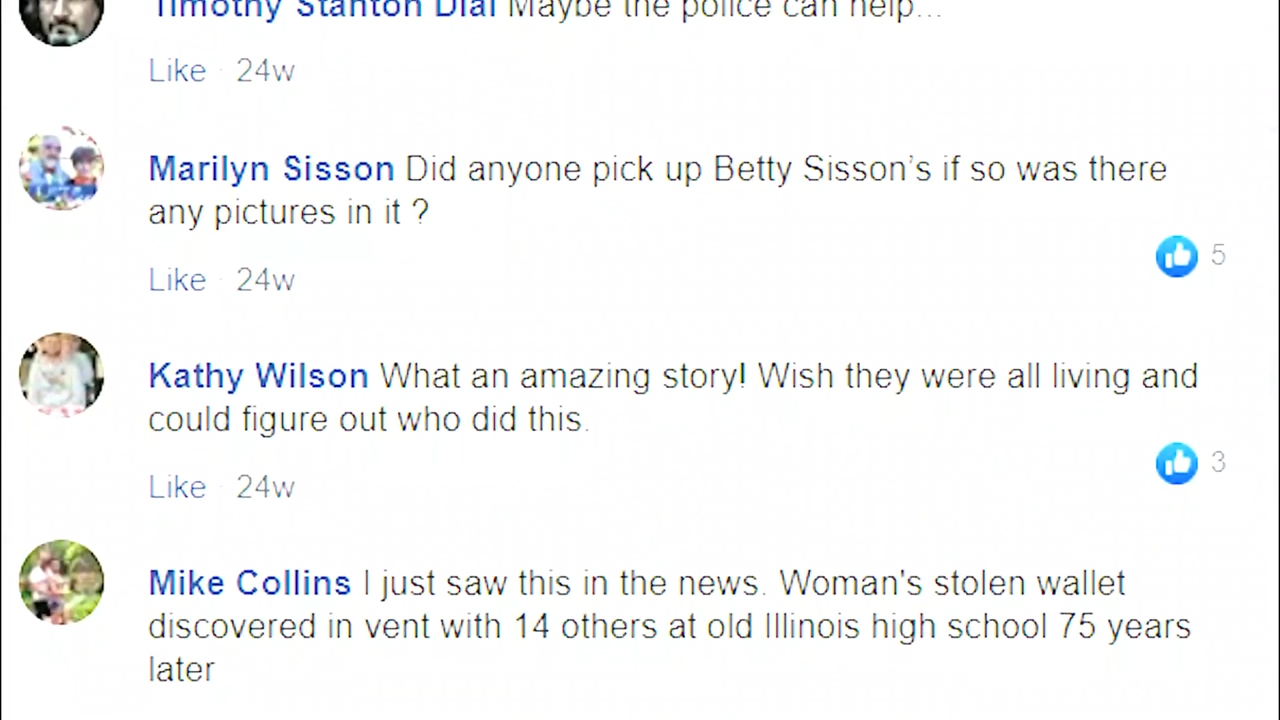 Timothy Stanton Dial Maybe the police can help...
Like · 24w
Marilyn Sisson Did anyone pick up Betty Sisson's if so was there
any pictures in it ?
5
Like · 24w
Kathy Wilson What an amazing story! Wish they were all living and
could figure out who did this.
3
Like · 24w
Mike Collins I just saw this in the news. Woman's stolen wallet
discovered in vent with 14 others at old Illinois high school 75 years
later